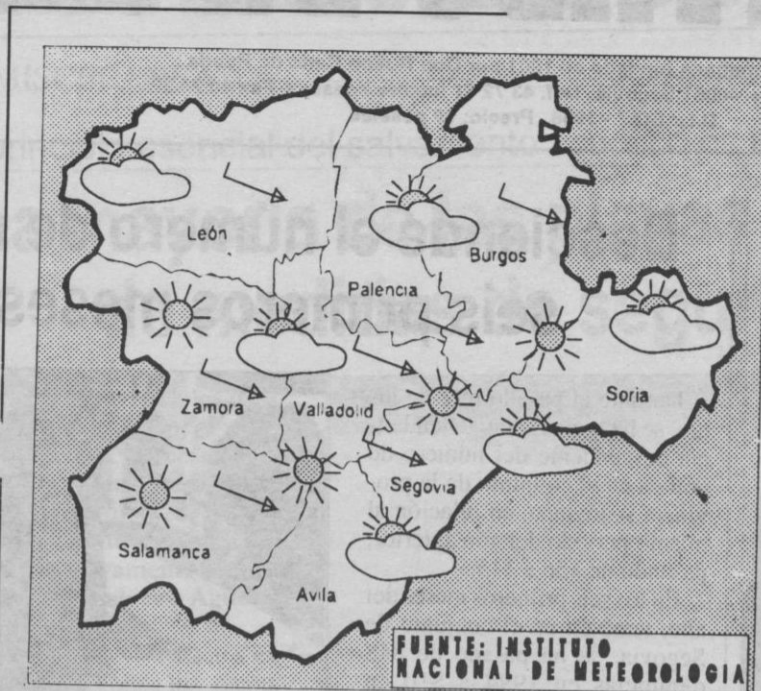 León
Burgos
Palencia
Soria
Zamora
Valladolid
Segovia
Salamanca
Avila
FUENTE: INSTITUTO
NACIONAL DE METEOROLOGIA